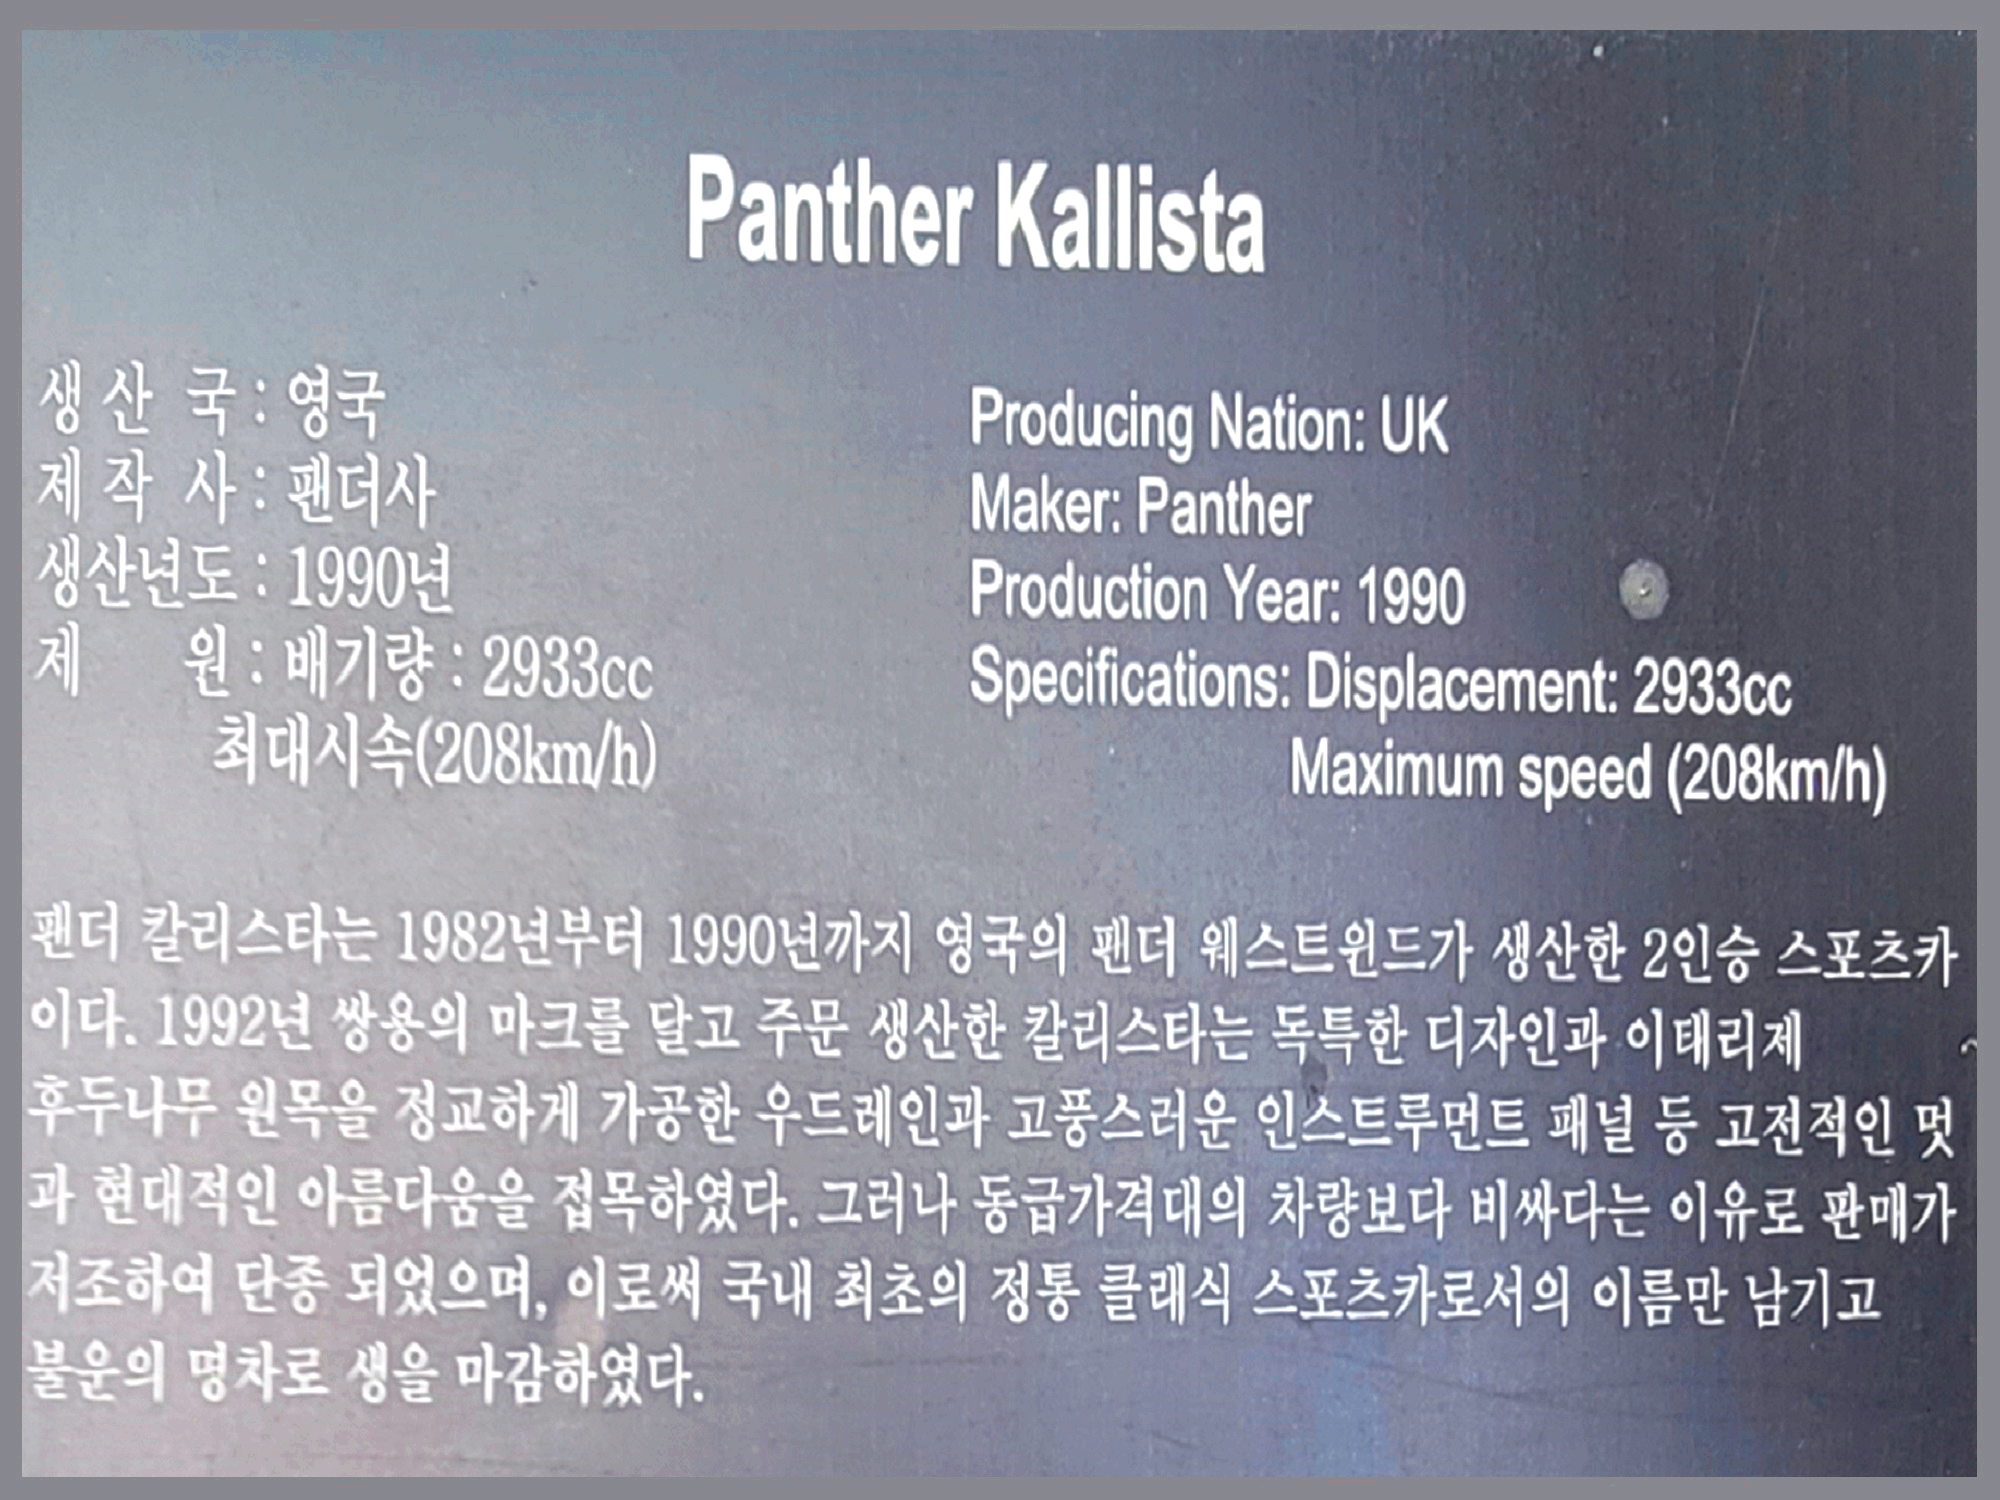 Panther Kallista
생 산 국 : 영국
제 작 사 : 팬더사
생산년도 : 1990년
제 원 : 배기량 : 2933cc
최대시속(208km/h)
Producing Nation: UK
Maker: Panther
Production Year: 1990
Specifications: Displacement: 2933cc
Maximum speed (208km/h)
팬더 칼리스타는 1982년부터 1990년까지 영국의 팬더 웨스트윈드가 생산한 2인승 스포츠카
이다. 1992년 쌍용의 마크를 달고 주문 생산한 칼리스타는 독특한 디자인과 이태리제
후두나무 원목을 정교하게 가공한 우드레인과 고풍스러운 인스트루먼트 패널 등 고전적인 멋
과 현대적인 아름다움을 접목하였다. 그러나 동급가격대의 차량보다 비싸다는 이유로 판매가
저조하여 단종 되었으며, 이로써 국내 최초의 정통 클래식 스포츠카로서의 이름만 남기고
불운의 명차로 생을 마감하였다.